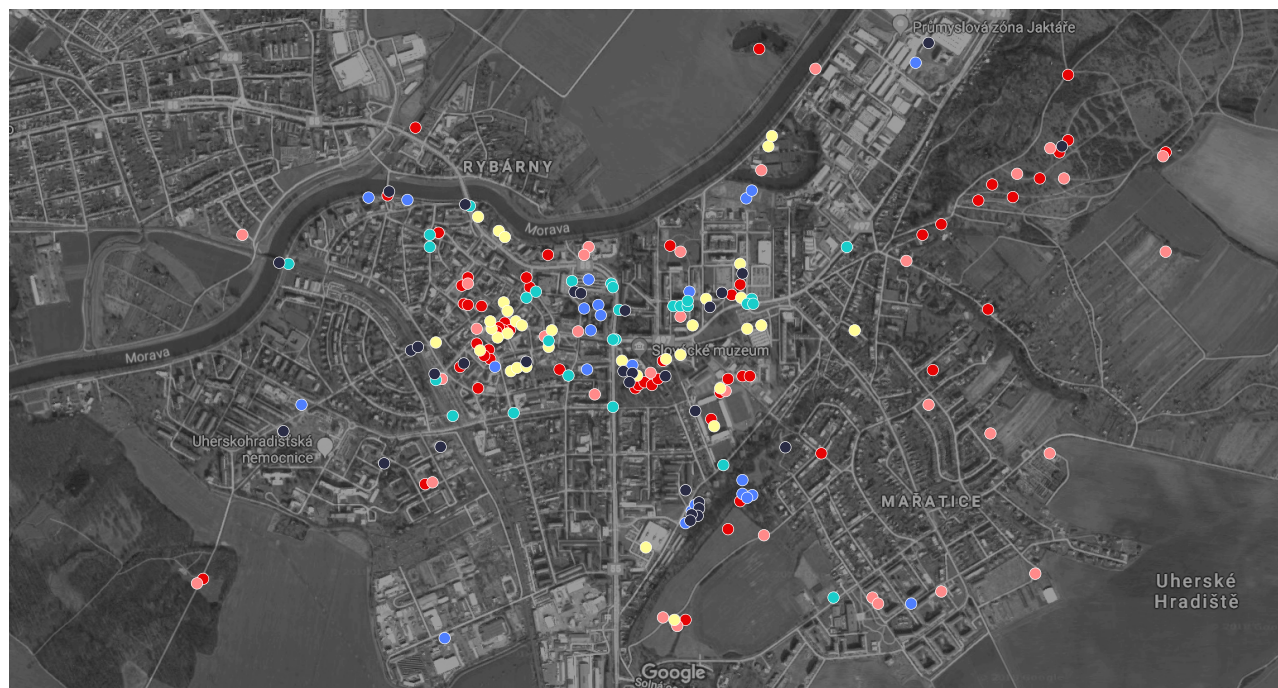 Průmyslová zóna Jaktáře
RYBÁRNY
Morava
Morava
Slovácké muzeum
Uherskohradišťská
nemocnice
MAŘATICE
Uherské
Hradiště
Google